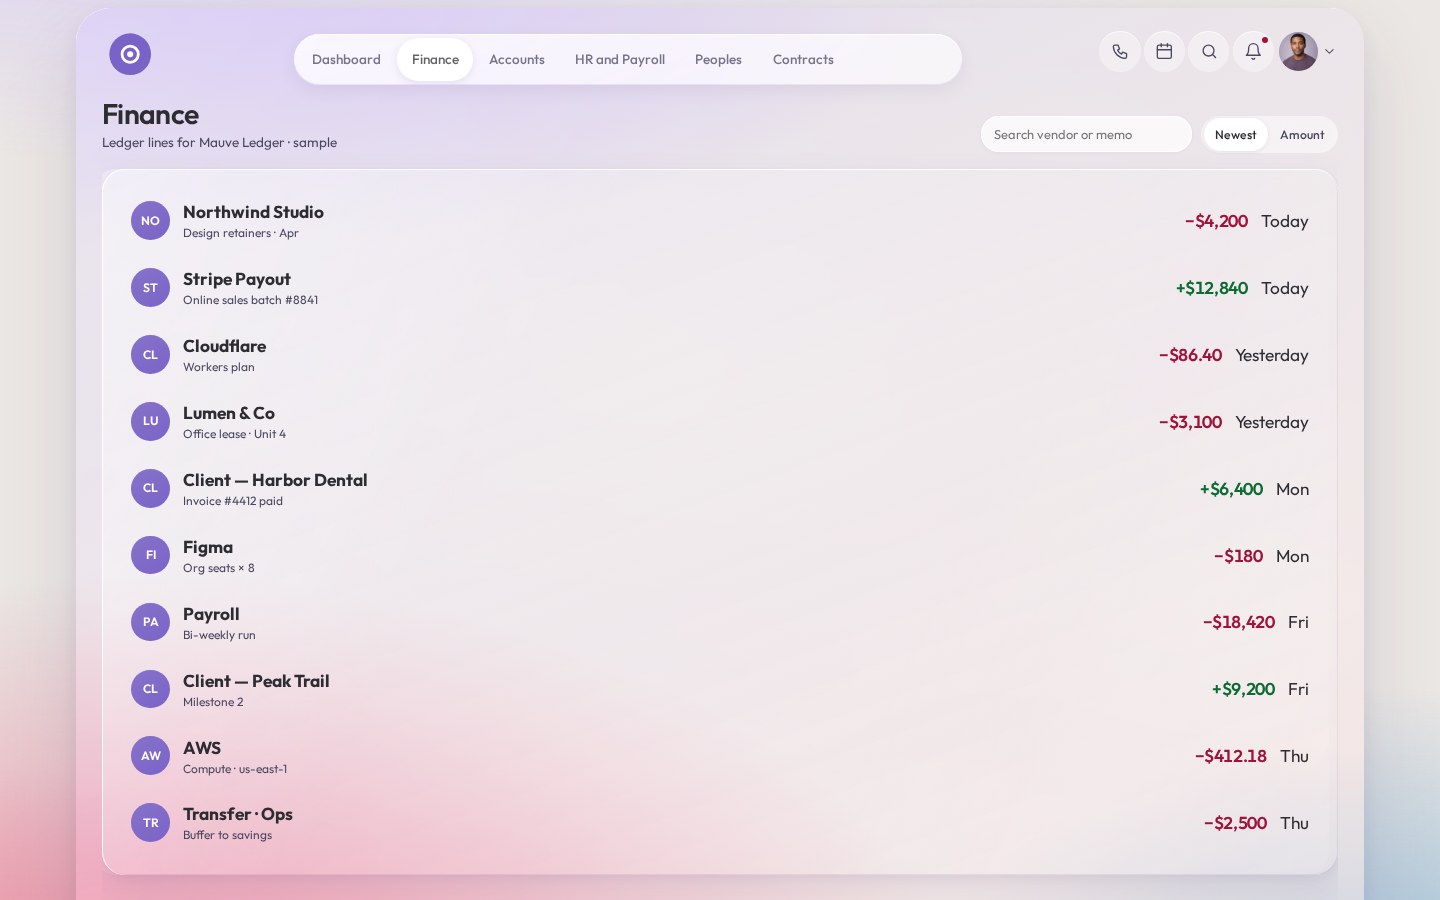 Dashboard
Finance
Accounts
HR and Payroll
Peoples
Contracts
Finance
Ledger lines for Mauve Ledger · sample
Search vendor or memo
Newest
Amount
NO
Northwind Studio
Design retainers · Apr
−$4,200 Today
ST
Stripe Payout
Online sales batch #8841
+$12,840 Today
CL
Cloudflare
Workers plan
−$86.40 Yesterday
LU
Lumen & Co
Office lease · Unit 4
−$3,100 Yesterday
CL
Client — Harbor Dental
Invoice #4412 paid
+$6,400 Mon
FI
Figma
Org seats × 8
−$180 Mon
PA
Payroll
Bi-weekly run
−$18,420 Fri
CL
Client — Peak Trail
Milestone 2
+$9,200 Fri
AW
AWS
Compute · us-east-1
−$412.18 Thu
TR
Transfer · Ops
Buffer to savings
−$2,500 Thu